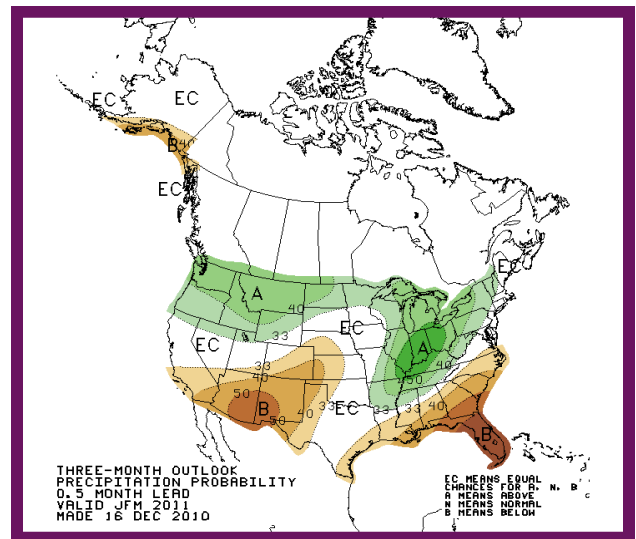 EC
EC
B
40
EC
EC
A
40
EC
33
EC
A
33
40
40
50
50
B
50
40
33
EC
33
33
40
B
THREE-MONTH OUTLOOK
PRECIPITATION PROBABILITY
0.5 MONTH LEAD
VALID JFM 2011
MADE 16 DEC 2010
EC MEANS EQUAL
CHANCES FOR A, N, B
A MEANS ABOVE
N MEANS NORMAL
B MEANS BELOW